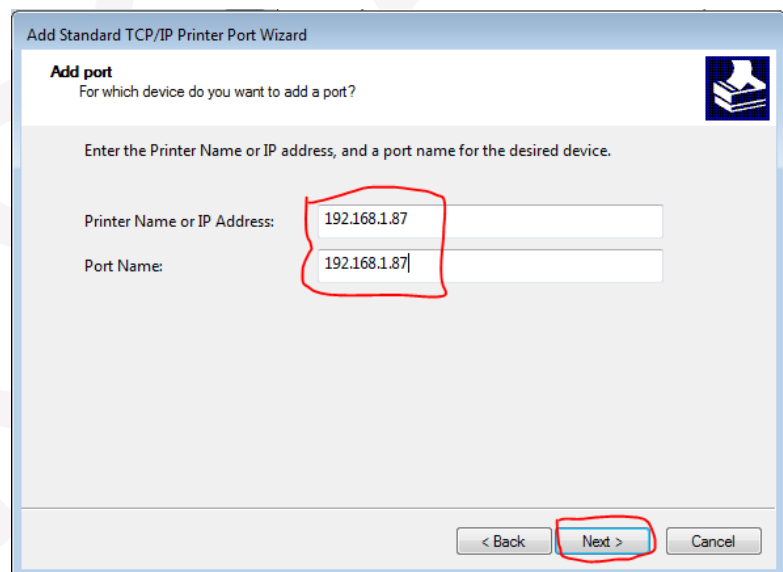 Add Standard TCP/IP Printer Port Wizard
Add port
For which device do you want to add a port?
Enter the Printer Name or IP address, and a port name for the desired device.
Printer Name or IP Address: 192.168.1.87
Port Name: 192.168.1.87
< Back Next > Cancel